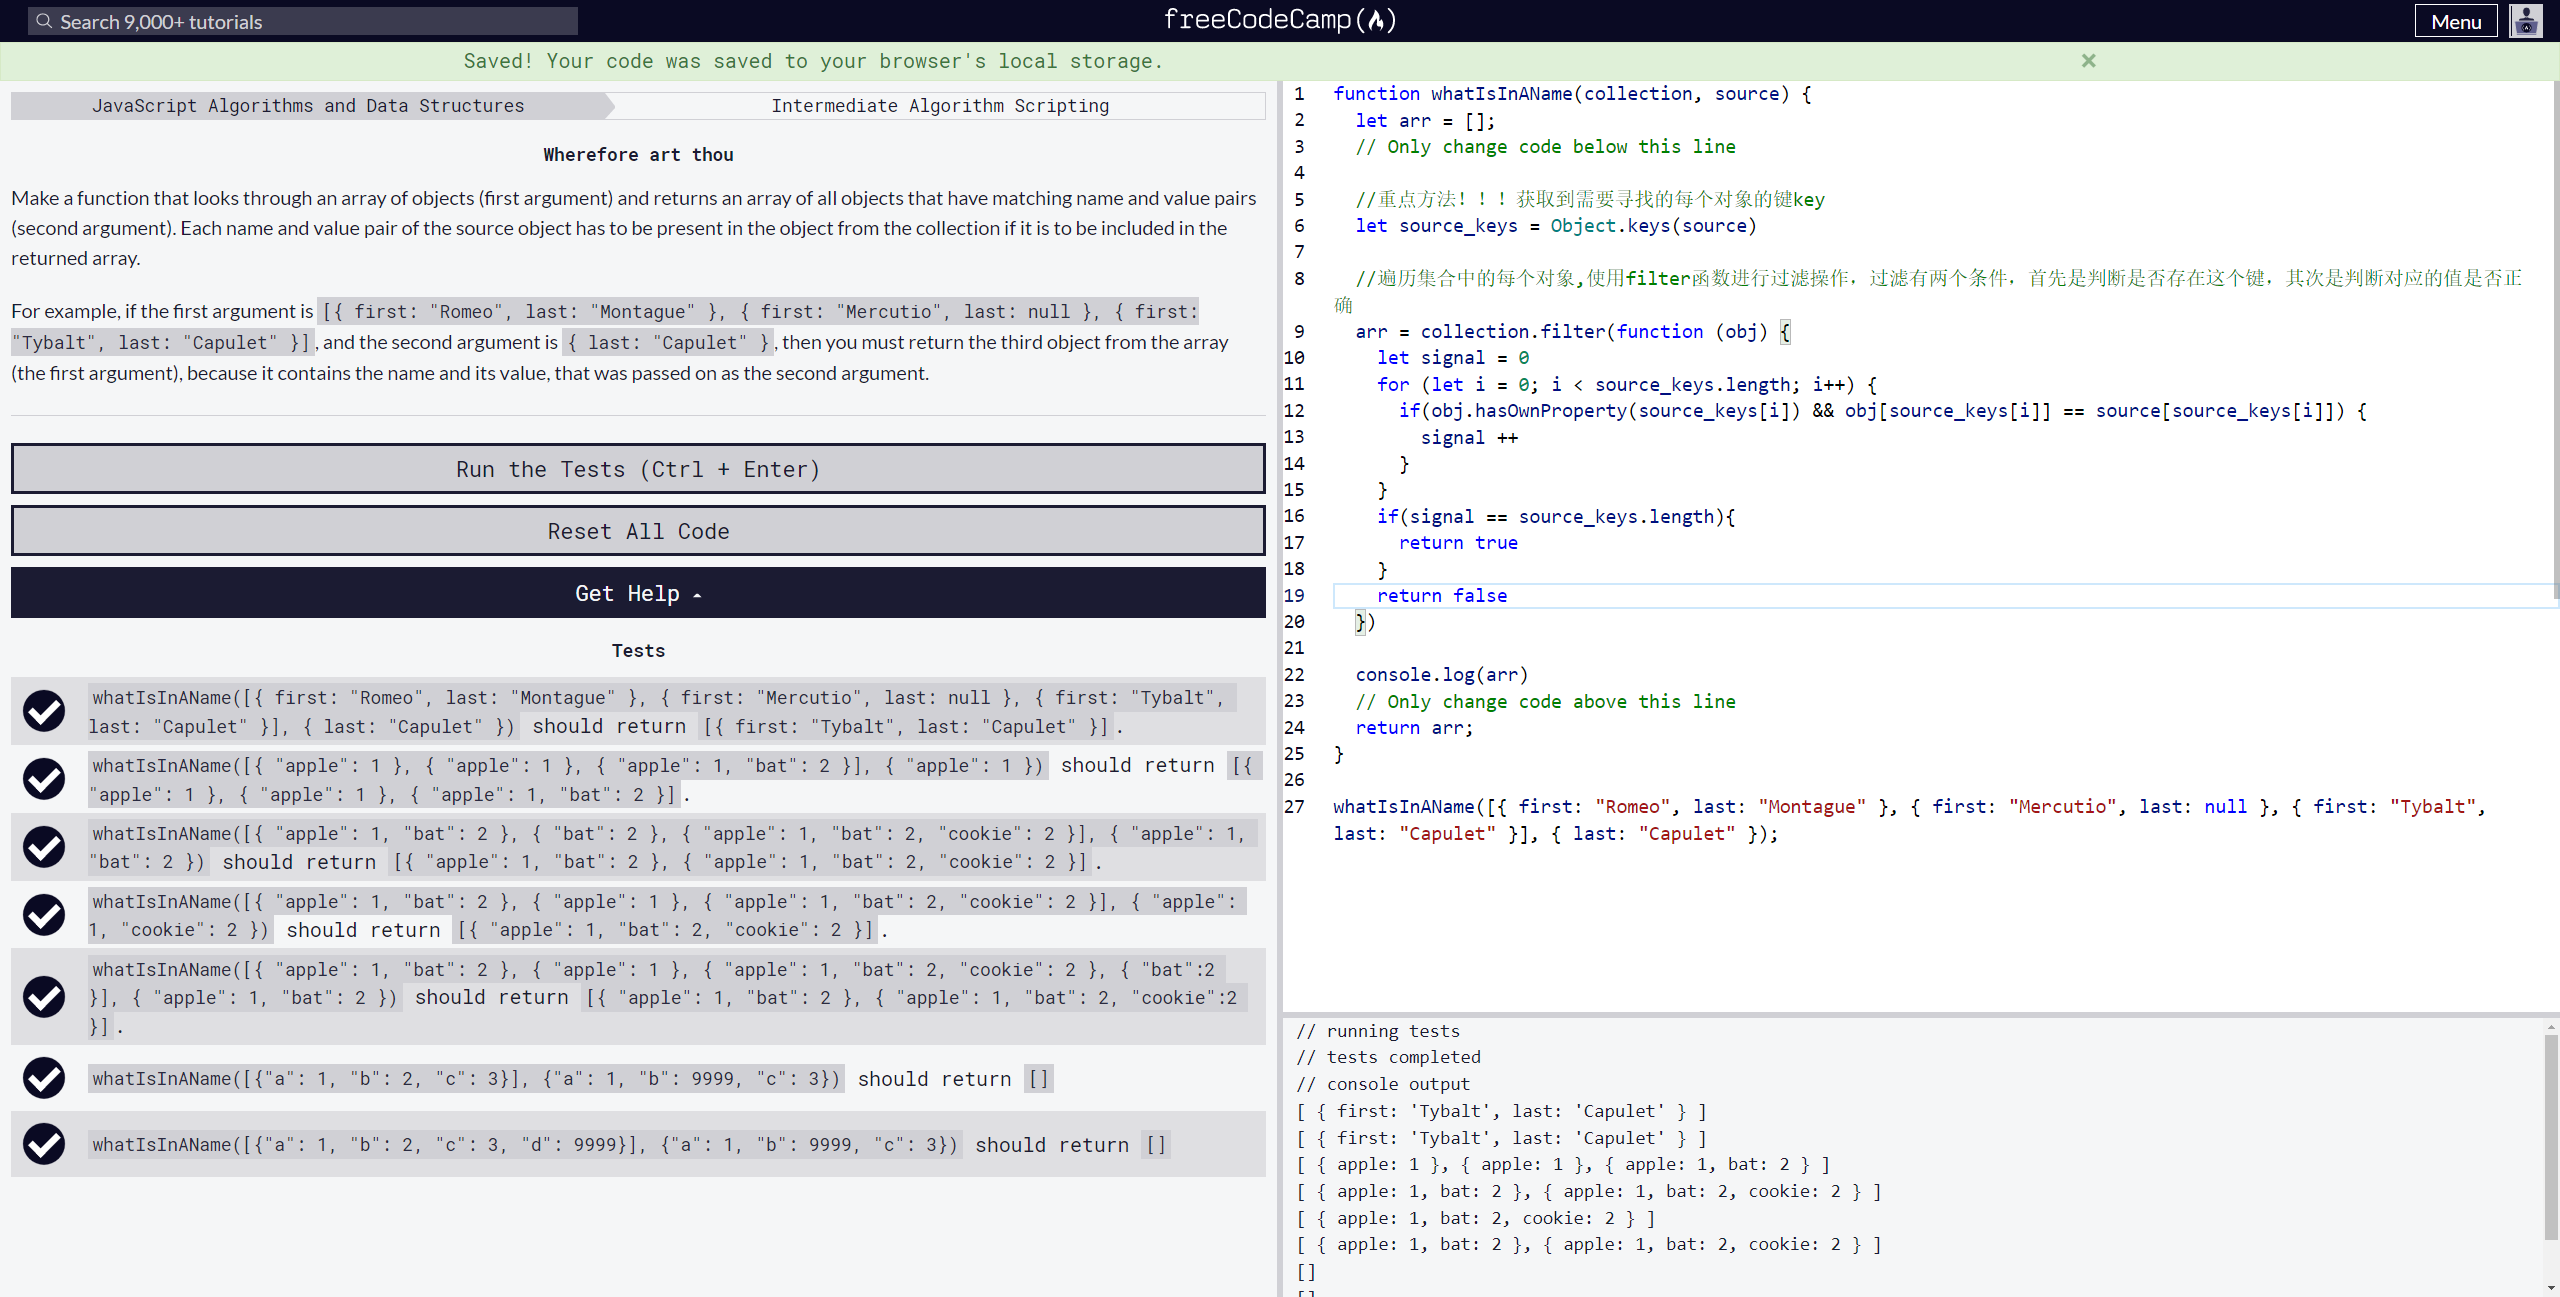 Search 9,000+ tutorials
freeCodeCamp
Menu
Saved! Your code was saved to your browser's local storage.
×
JavaScript Algorithms and Data Structures
Intermediate Algorithm Scripting
Wherefore art thou
Make a function that looks through an array of objects (first argument) and returns an array of all objects that have matching name and value pairs
(second argument). Each name and value pair of the source object has to be present in the object from the collection if it is to be included in the
returned array.
For example, if the first argument is [{ first: "Romeo", last: "Montague" }, { first: "Mercutio", last: null }, { first:
"Tybalt", last: "Capulet" }], and the second argument is { last: "Capulet" }, then you must return the third object from the array
(the first argument), because it contains the name and its value, that was passed on as the second argument.
Run the Tests (Ctrl + Enter)
Reset All Code
Get Help
Tests
whatIsInAName([{ first: "Romeo", last: "Montague" }, { first: "Mercutio", last: null }, { first: "Tybalt",
last: "Capulet" }], { last: "Capulet" }) should return [{ first: "Tybalt", last: "Capulet" }].
whatIsInAName([{ "apple": 1 }, { "apple": 1 }, { "apple": 1, "bat": 2 }], { "apple": 1 }) should return [{
"apple": 1 }, { "apple": 1 }, { "apple": 1, "bat": 2 }].
whatIsInAName([{ "apple": 1, "bat": 2 }, { "bat": 2 }, { "apple": 1, "bat": 2, "cookie": 2 }], { "apple": 1,
"bat": 2 }) should return [{ "apple": 1, "bat": 2 }, { "apple": 1, "bat": 2, "cookie": 2 }].
whatIsInAName([{ "apple": 1, "bat": 2 }, { "apple": 1 }, { "apple": 1, "bat": 2, "cookie": 2 }], { "apple":
1, "cookie": 2 }) should return [{ "apple": 1, "bat": 2, "cookie": 2 }].
whatIsInAName([{ "apple": 1, "bat": 2 }, { "apple": 1 }, { "apple": 1, "bat": 2, "cookie": 2 }, { "bat":2
}], { "apple": 1, "bat": 2 }) should return [{ "apple": 1, "bat": 2 }, { "apple": 1, "bat": 2, "cookie":2
}].
whatIsInAName([{"a": 1, "b": 2, "c": 3}], {"a": 1, "b": 9999, "c": 3}) should return []
whatIsInAName([{"a": 1, "b": 2, "c": 3, "d": 9999}], {"a": 1, "b": 9999, "c": 3}) should return []
1 function whatIsInAName(collection, source) {
2 let arr = [];
3 // Only change code below this line
4
5 //重点方法！！！获取到需要寻找的每个对象的键key
6 let source_keys = Object.keys(source)
7
8 //遍历集合中的每个对象,使用filter函数进行过滤操作，过滤有两个条件，首先是判断是否存在这个键，其次是判断对应的值是否正
确
9 arr = collection.filter(function (obj) {
10 let signal = 0
11 for (let i = 0; i < source_keys.length; i++) {
12 if(obj.hasOwnProperty(source_keys[i]) && obj[source_keys[i]] == source[source_keys[i]]) {
13 signal ++
14 }
15 }
16 if(signal == source_keys.length){
17 return true
18 }
19 return false
20 })
21
22 console.log(arr)
23 // Only change code above this line
24 return arr;
25 }
26
27 whatIsInAName([{ first: "Romeo", last: "Montague" }, { first: "Mercutio", last: null }, { first: "Tybalt",
last: "Capulet" }], { last: "Capulet" });
// running tests
// tests completed
// console output
[ { first: 'Tybalt', last: 'Capulet' } ]
[ { first: 'Tybalt', last: 'Capulet' } ]
[ { apple: 1 }, { apple: 1 }, { apple: 1, bat: 2 } ]
[ { apple: 1, bat: 2 }, { apple: 1, bat: 2, cookie: 2 } ]
[ { apple: 1, bat: 2, cookie: 2 } ]
[ { apple: 1, bat: 2 }, { apple: 1, bat: 2, cookie: 2 } ]
[]
[]